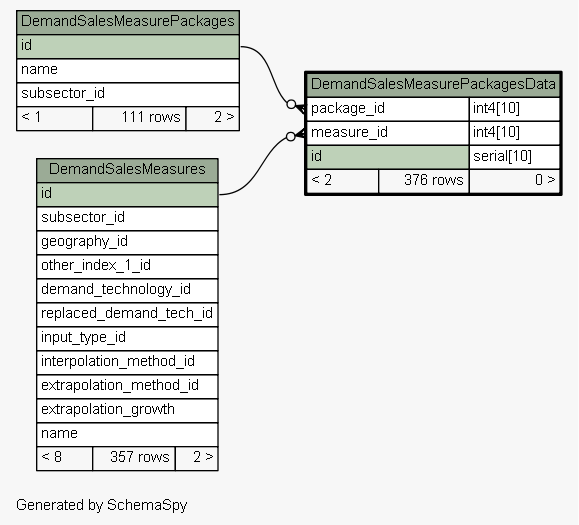 DemandSalesMeasurePackages
id
name
subsector_id
< 1 111 rows 2 >
DemandSalesMeasurePackagesData
package_id int4[10]
measure_id int4[10]
id serial[10]
< 2 376 rows 0 >
DemandSalesMeasures
id
subsector_id
geography_id
other_index_1_id
demand_technology_id
replaced_demand_tech_id
input_type_id
interpolation_method_id
extrapolation_method_id
extrapolation_growth
name
< 8 357 rows 2 >
Generated by SchemaSpy